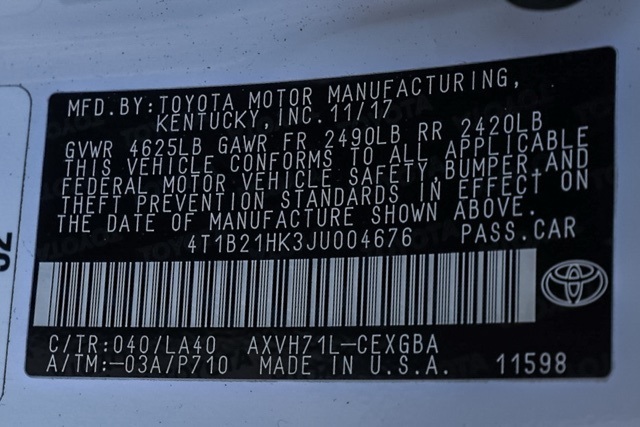 MFD. BY: TOYOTA MOTOR MANUFACTURING,
KENTUCKY, INC. 11/17
GVWR 4625LB GAWR FR 2490LB RR 2420LB
THIS VEHICLE CONFORMS TO ALL APPLICABLE
FEDERAL MOTOR VEHICLE SAFETY, BUMPER, AND
THEFT PREVENTION STANDARDS IN EFFECT ON
THE DATE OF MANUFACTURE SHOWN ABOVE.
4T1B21HK3JU004676 PASS. CAR
C/TR: 040/LA40 AXVH71L-CEXGBA
A/TM: -03A/P710 MADE IN U.S.A. 11598